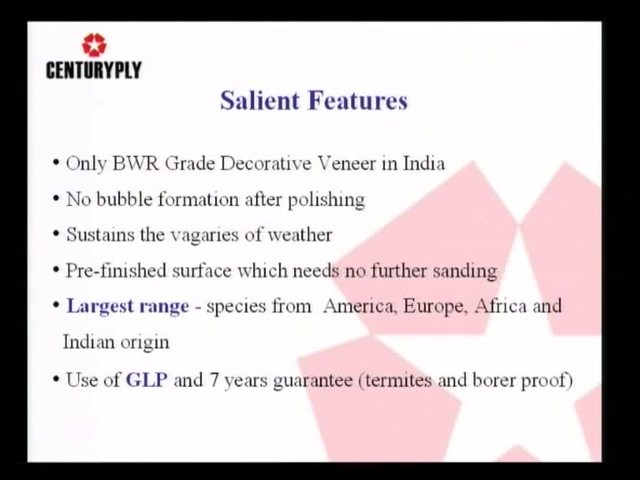 CENTURYPLY
Salient Features
• Only BWR Grade Decorative Veneer in India
• No bubble formation after polishing
• Sustains the vagaries of weather
• Pre-finished surface which needs no further sanding
• Largest range - species from America, Europe, Africa and
Indian origin
• Use of GLP and 7 years guarantee (termites and borer proof)